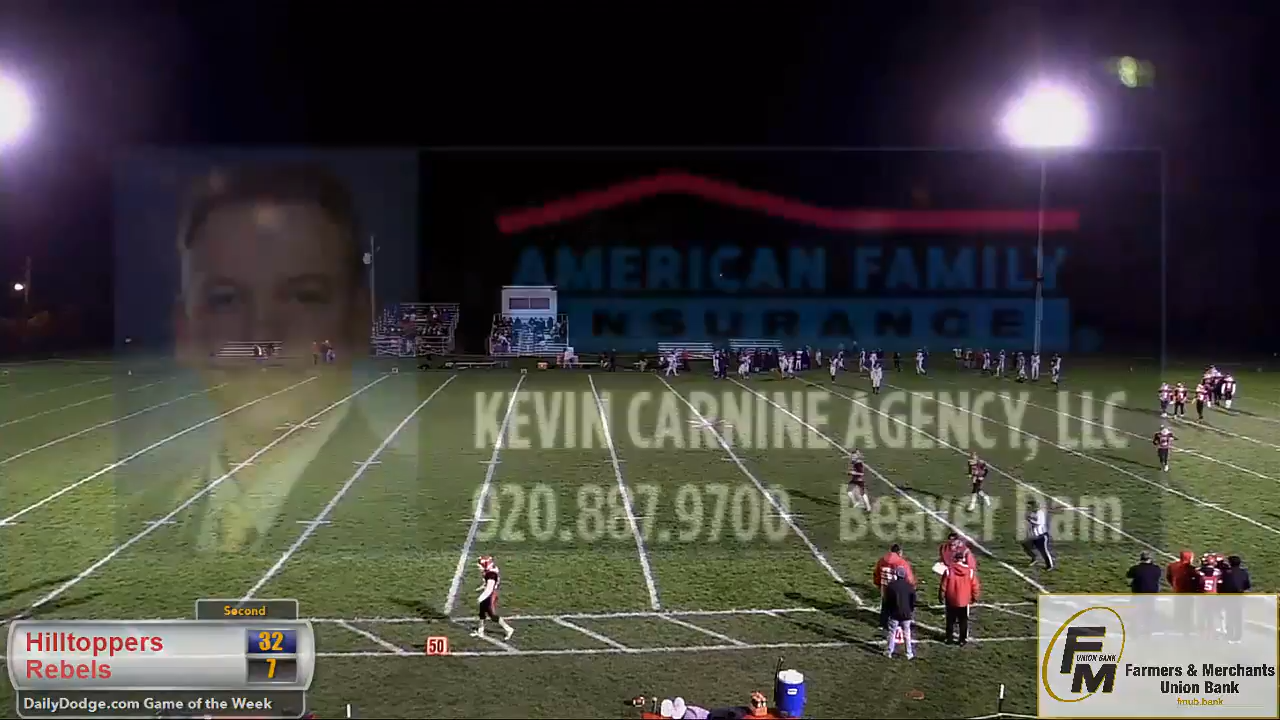 AMERICAN FAMILY
INSURANCE
KEVIN CARNINE AGENCY, LLC
920.887.9700 Beaver Dam
50
5
Second
Hilltoppers 32
Rebels 7
DailyDodge.com Game of the Week
FM
UNION BANK
Farmers & Merchants
Union Bank
fmub.bank